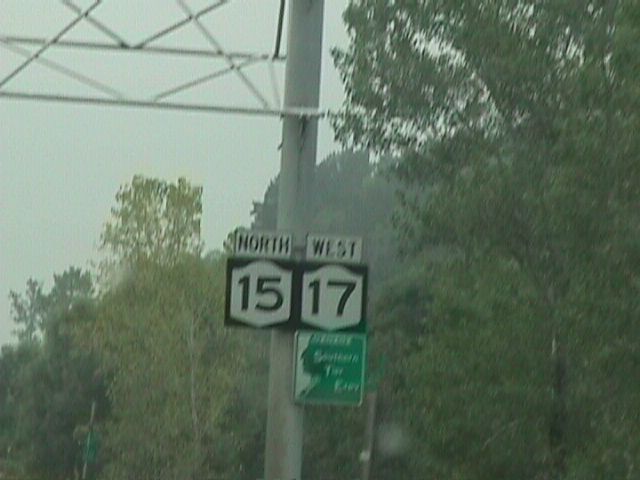 NORTH WEST
15 17
Southern
Tier
Expy